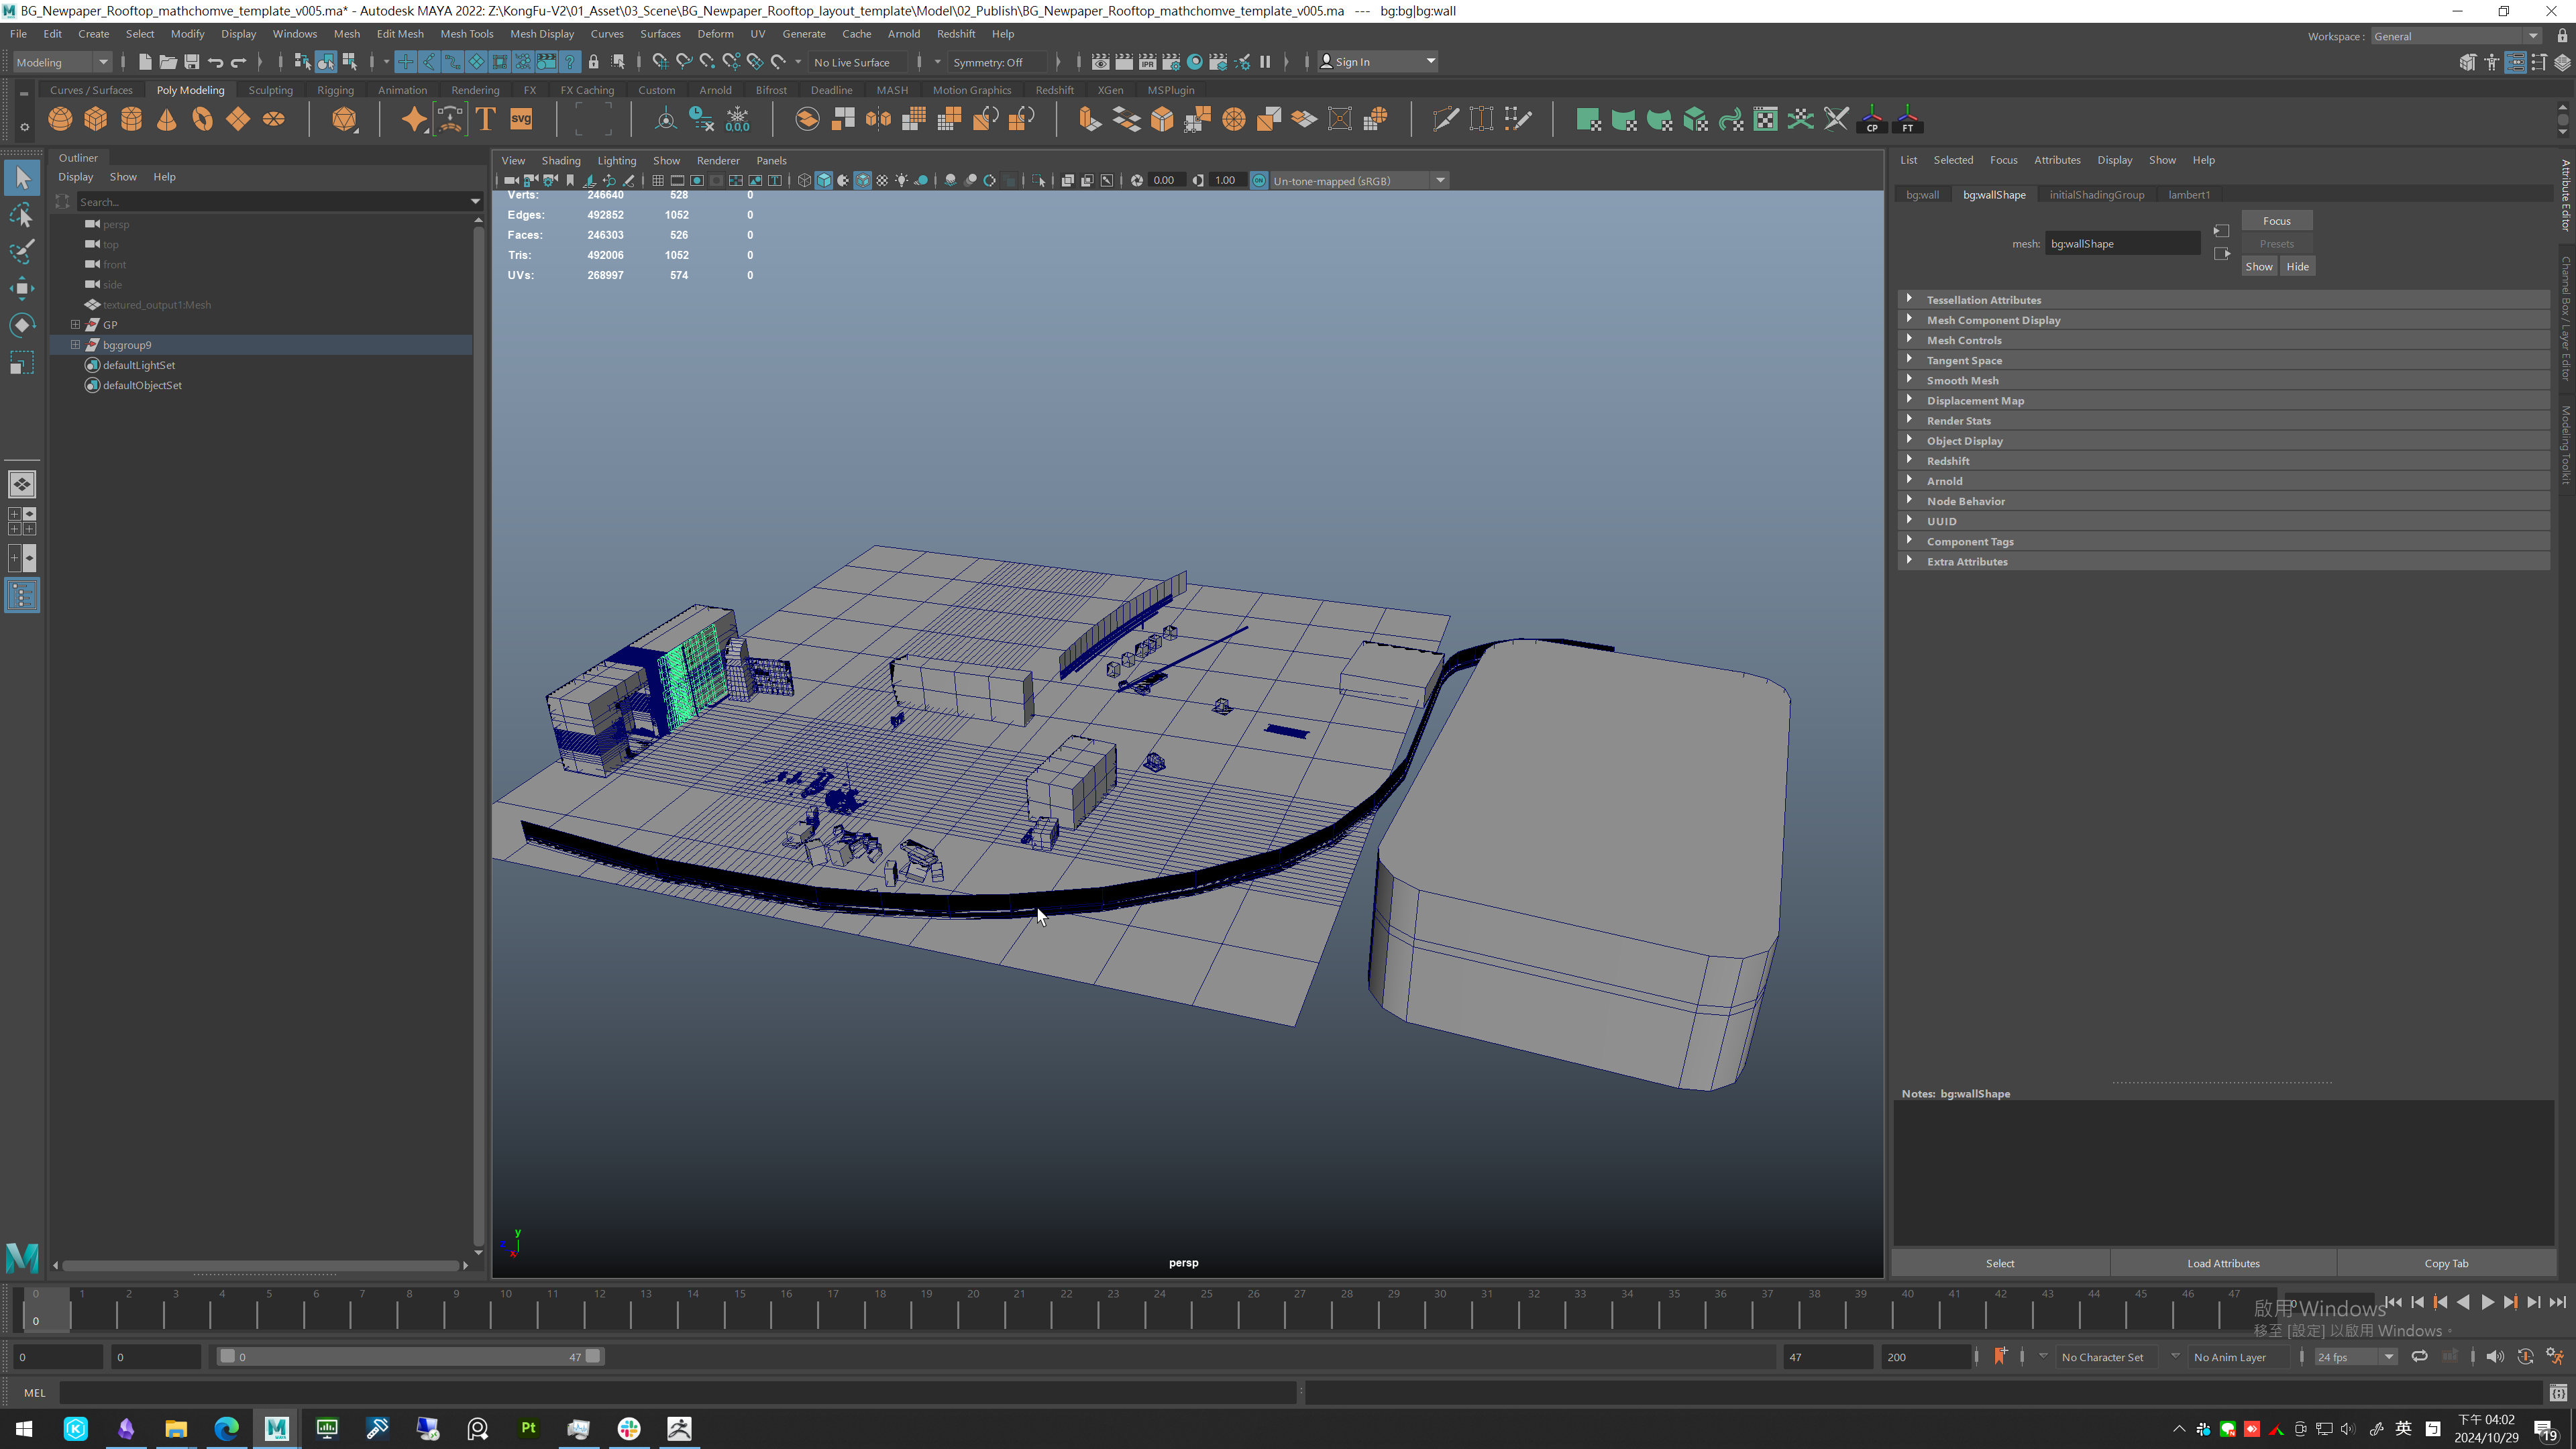 BG_Newpaper_Rooftop_mathchomve_template_v005.ma* - Autodesk MAYA 2022: Z:\KongFu-V2\01_Asset\03_Scene\BG_Newpaper_Rooftop_layout_template\Model\02_Publish\BG_Newpaper_Rooftop_mathchomve_template_v005.ma --- bg:bg|bg:wall
File Edit Create Select Modify Display Windows Mesh Edit Mesh Mesh Tools Mesh Display Curves Surfaces Deform UV Generate Cache Arnold Redshift Help
Workspace : General
Modeling No Live Surface Symmetry: Off IPR Sign In
Curves / Surfaces Poly Modeling Sculpting Rigging Animation Rendering FX FX Caching Custom Arnold Bifrost Deadline MASH Motion Graphics Redshift XGen MSPlugin
T SVG 0,0,0 CP FT
Outliner
Display Show Help
Search...
persp
top
front
side
textured_output1:Mesh
GP
bg:group9
defaultLightSet
defaultObjectSet
View Shading Lighting Show Renderer Panels
0.00 1.00 ON Un-tone-mapped (sRGB)
Verts: 246640 528 0
Edges: 492852 1052 0
Faces: 246303 526 0
Tris: 492006 1052 0
UVs: 268997 574 0
y
x
persp
List Selected Focus Attributes Display Show Help
bg:wall bg:wallShape initialShadingGroup lambert1
Focus
mesh: bg:wallShape
Presets
Show Hide
Tessellation Attributes
Mesh Component Display
Mesh Controls
Tangent Space
Smooth Mesh
Displacement Map
Render Stats
Object Display
Redshift
Arnold
Node Behavior
UUID
Component Tags
Extra Attributes
Notes: bg:wallShape
Select Load Attributes Copy Tab
Attribute Editor
Channel Box / Layer Editor
Modeling Toolkit
0 1 2 3 4 5 6 7 8 9 10 11 12 13 14 15 16 17 18 19 20 21 22 23 24 25 26 27 28 29 30 31 32 33 34 35 36 37 38 39 40 41 42 43 44 45 46 47
0
啟用 Windows
移至 [設定] 以啟用 Windows。
0 0 0 47 47 200 No Character Set No Anim Layer 24 fps
MEL
Pt
英
下午 04:02
2024/10/29
19